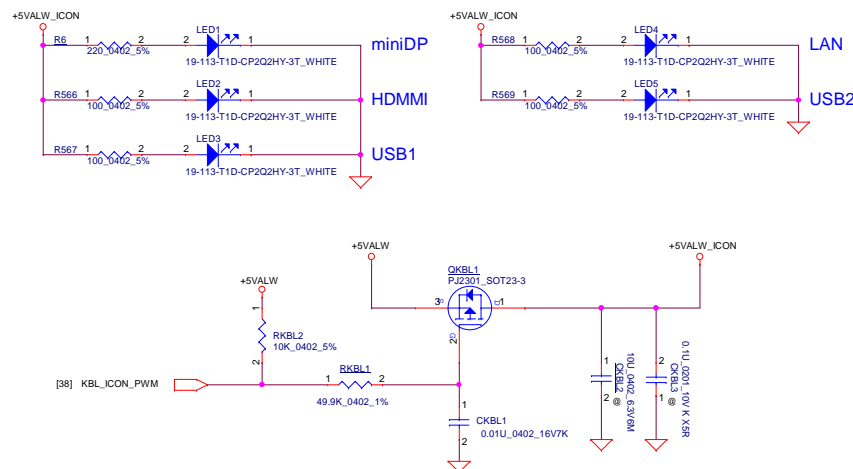 +5VALW_ICON
R6 1 2 2 LED1 1 miniDP
220_0402_5%
19-113-T1D-CP2Q2HY-3T_WHITE
R566 1 2 2 LED2 1 HDMMI
100_0402_5%
19-113-T1D-CP2Q2HY-3T_WHITE
R567 1 2 2 LED3 1 USB1
100_0402_5%
19-113-T1D-CP2Q2HY-3T_WHITE
+5VALW_ICON
R568 1 2 2 LED4 1 LAN
100_0402_5%
19-113-T1D-CP2Q2HY-3T_WHITE
R569 1 2 2 LED5 1 USB2
100_0402_5%
19-113-T1D-CP2Q2HY-3T_WHITE
+5VALW
+5VALW_ICON
QKBL1
PJ2301_SOT23-3
3 S D 1
G 2
+5VALW
1
RKBL2
10K_0402_5%
2
[38] KBL_ICON_PWM
RKBL1
1 2
49.9K_0402_1%
1
CKBL1
0.01U_0402_16V7K
2
1
10U_0402_6.3V6M
CKBL2
2 @
2
0.1U_0201_10V K X5R
CKBL3
1 @